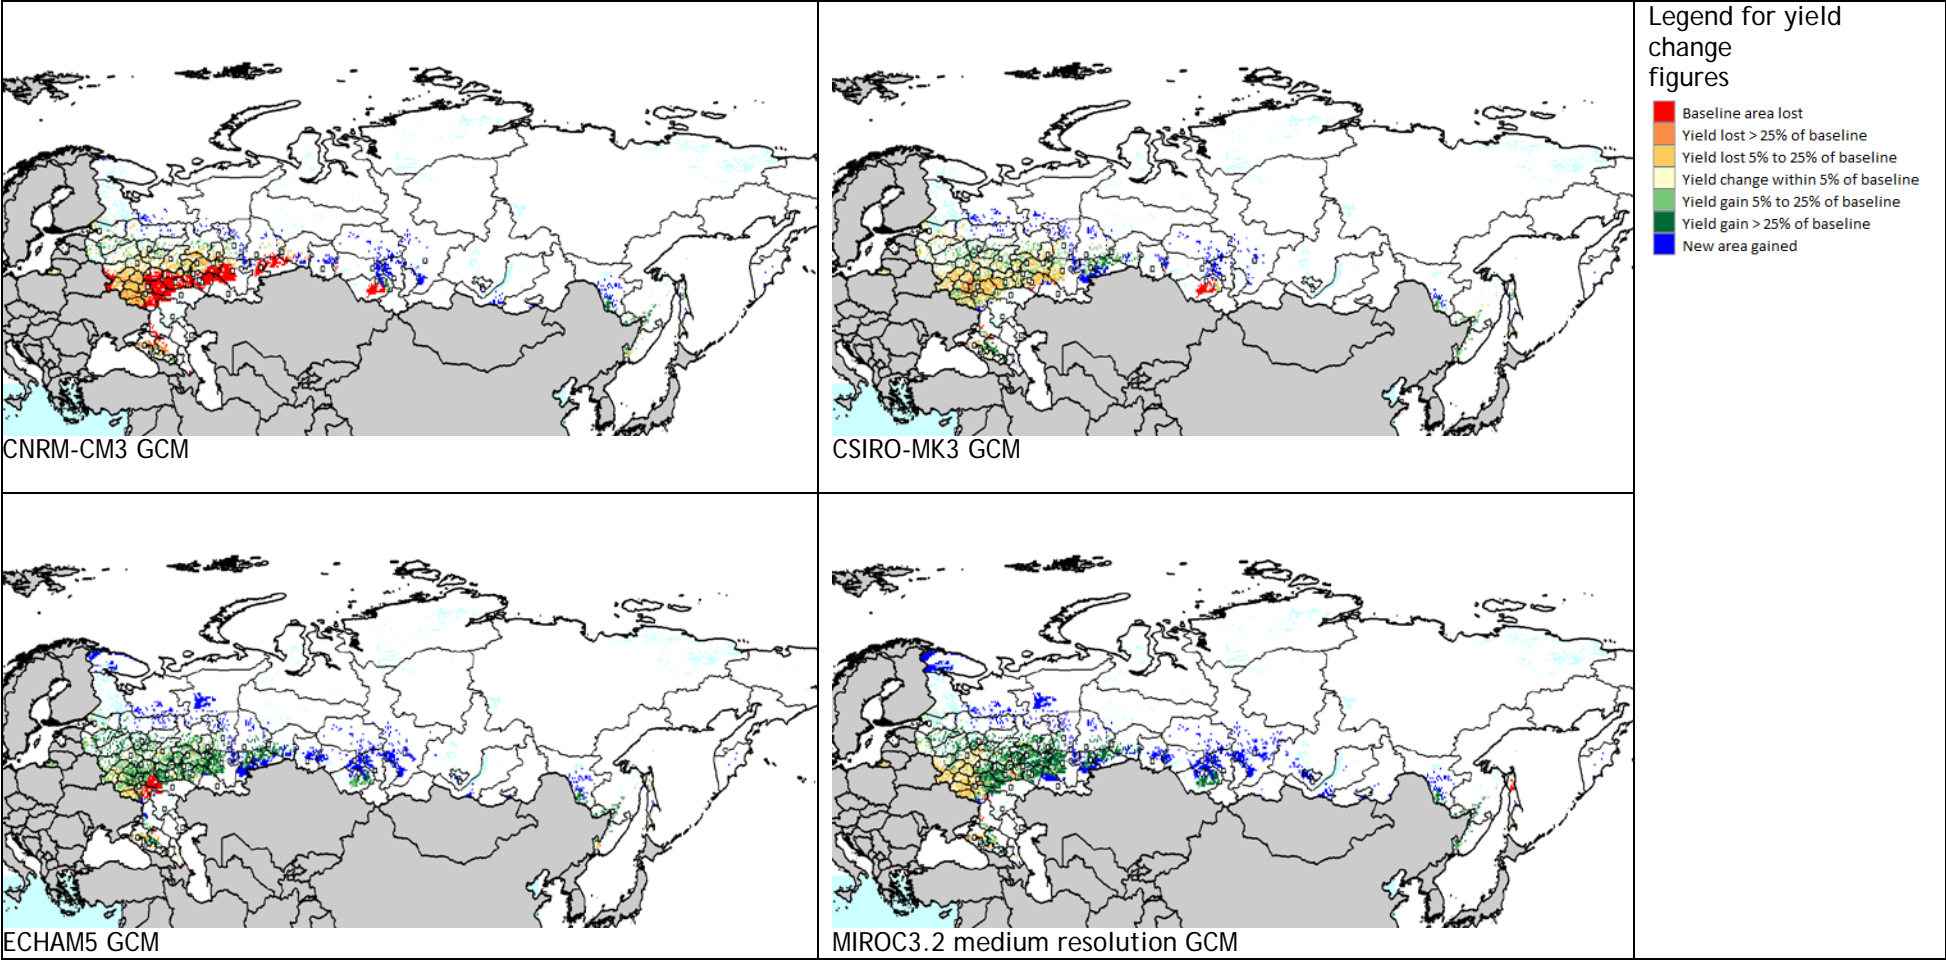 CNRM-CM3 GCM
CSIRO-MK3 GCM
Legend for yield
change
figures
Baseline area lost
Yield lost > 25% of baseline
Yield lost 5% to 25% of baseline
Yield change within 5% of baseline
Yield gain 5% to 25% of baseline
Yield gain > 25% of baseline
New area gained
ECHAM5 GCM
MIROC3.2 medium resolution GCM